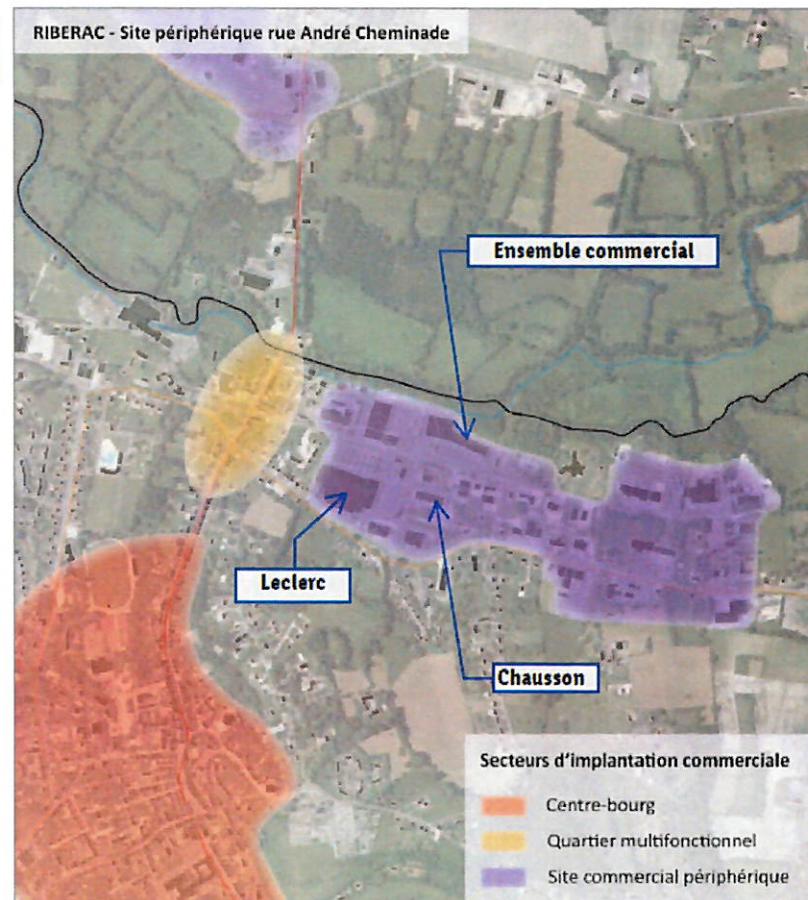 RIBERAC - Site périphérique rue André Cheminade
Ensemble commercial
Leclerc
Chausson
Secteurs d'implantation commerciale
Centre-bourg
Quartier multifonctionnel
Site commercial périphérique